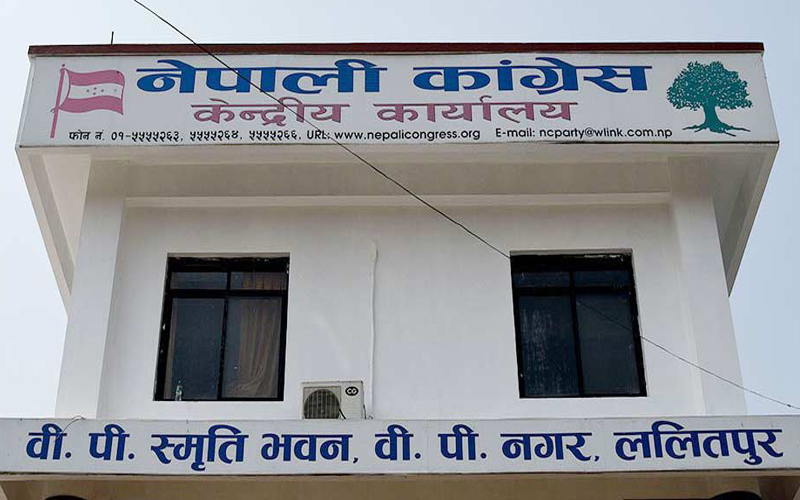 नेपाली कांग्रेस
केन्द्रीय कार्यालय
फोन नं. ०१-५५५५२६३, ५५५५२६४, ५५५५२६६, URL: www.nepalicongress.org E-mail: ncparty@wlink.com.np
वी. पी. स्मृति भवन, वी. पी. नगर, ललितपुर